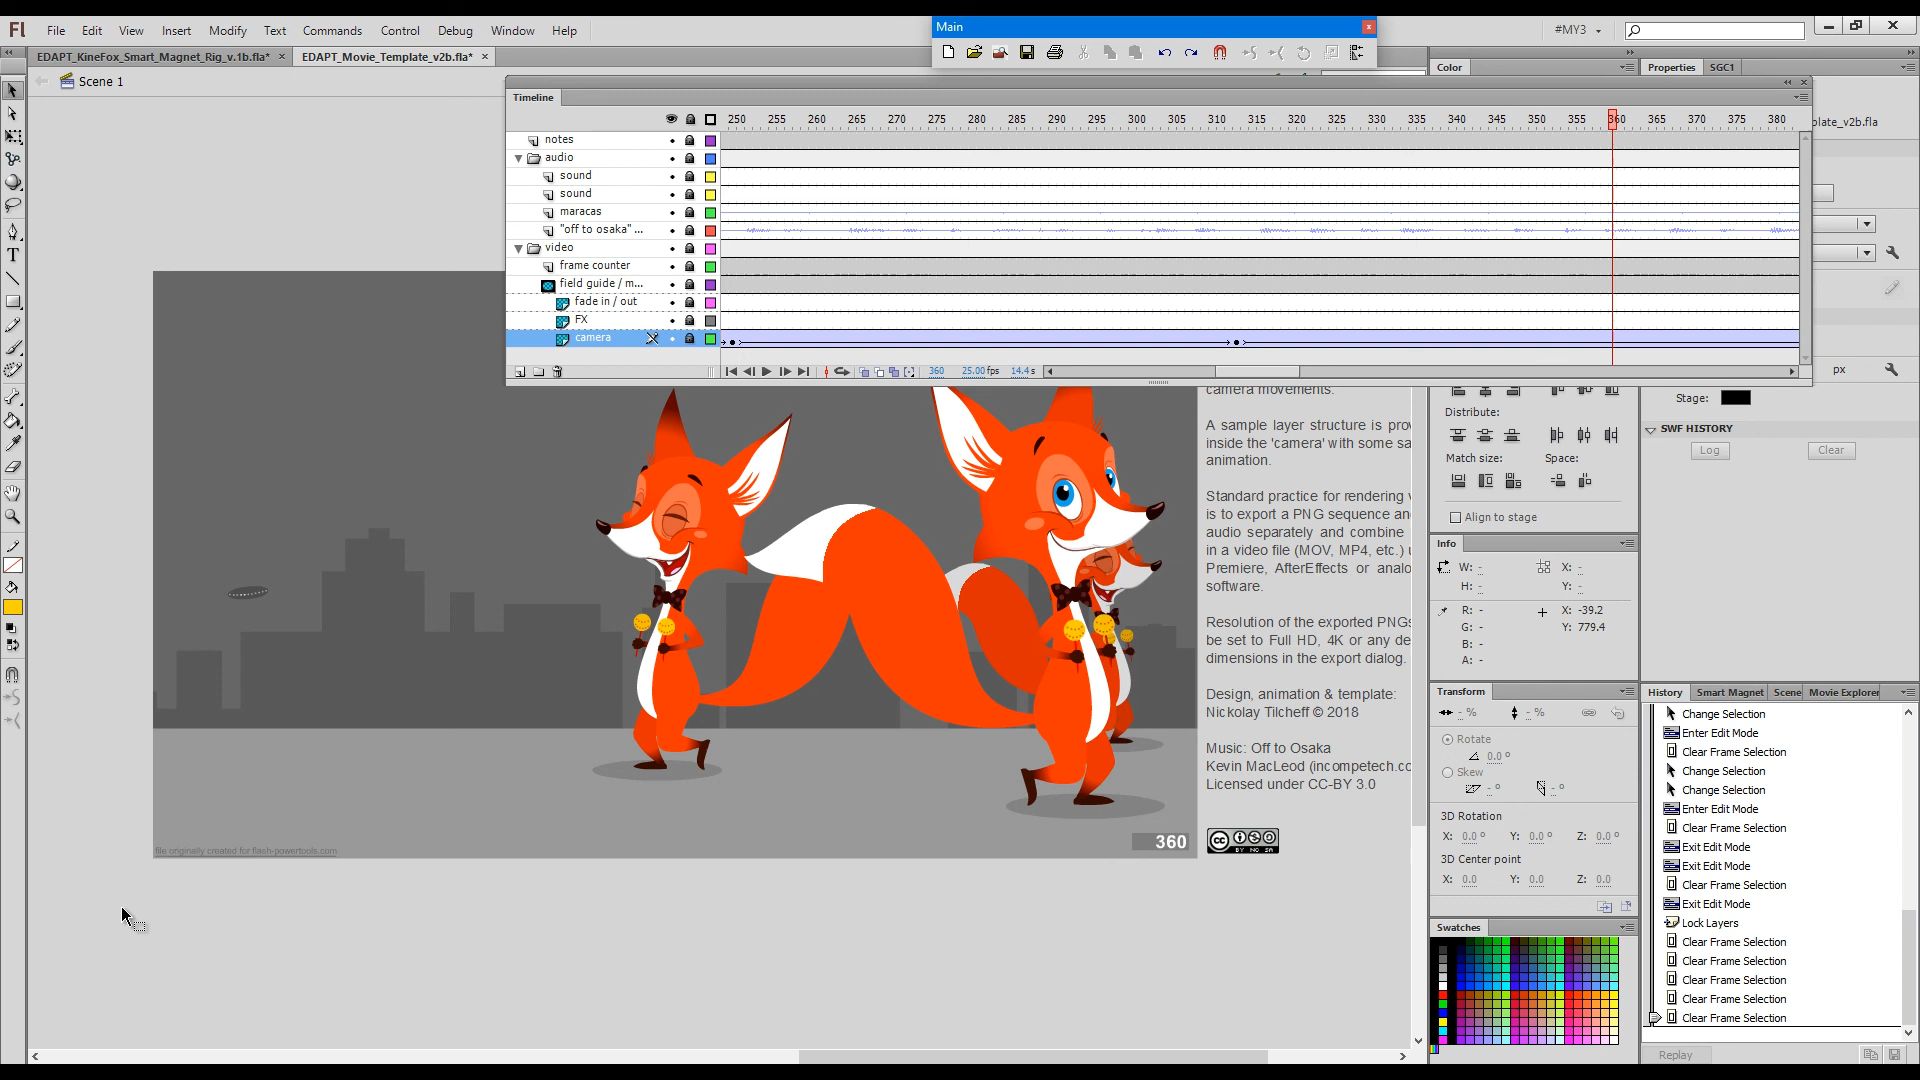 Fl File Edit View Insert Text Modify Commands Control Debug Window Help
Main
#MY3
EDAPT_KineFox_Smart_Magnet_Rig_v.1b.fla* × EDAPT_Movie_Template_v2b.fla* ×
Scene 1
Color
Properties SGC1
plate_v2b.fla
Timeline
250 255 260 265 270 275 280 285 290 295 300 305 310 315 320 325 330 335 340 345 350 355 360 365 370 375 380
notes
audio
sound
sound
maracas
"off to osaka" ...
video
frame counter
field guide / m...
fade in / out
FX
camera
360 25.00 fps 14.4 s
px
Stage:
SWF HISTORY
Log Clear
camera movements.
A sample layer structure is prov
inside the 'camera' with some sa
animation.
Standard practice for rendering v
is to export a PNG sequence an
audio separately and combine
in a video file (MOV, MP4, etc.) u
Premiere, AfterEffects or analo
software.
Resolution of the exported PNGs
be set to Full HD, 4K or any de
dimensions in the export dialog.
Design, animation & template:
Nickolay Tilcheff © 2018
Music: Off to Osaka
Kevin MacLeod (incompetech.co
Licensed under CC-BY 3.0
cc BY NC SA
360
file originally created for flash-powertools.com
Distribute:
Match size: Space:
Align to stage
Info
W: - X: -
H: - Y: -
R: - X: -39.2
G: - Y: 779.4
B: -
A: -
Transform
- % - %
Rotate
0.0 °
Skew
- ° - °
3D Rotation
X: 0.0 ° Y: 0.0 ° Z: 0.0 °
3D Center point
X: 0.0 Y: 0.0 Z: 0.0
Swatches
History Smart Magnet Scene Movie Explorer
Change Selection
Enter Edit Mode
Clear Frame Selection
Change Selection
Change Selection
Enter Edit Mode
Clear Frame Selection
Exit Edit Mode
Exit Edit Mode
Clear Frame Selection
Exit Edit Mode
Lock Layers
Clear Frame Selection
Clear Frame Selection
Clear Frame Selection
Clear Frame Selection
Clear Frame Selection
Replay